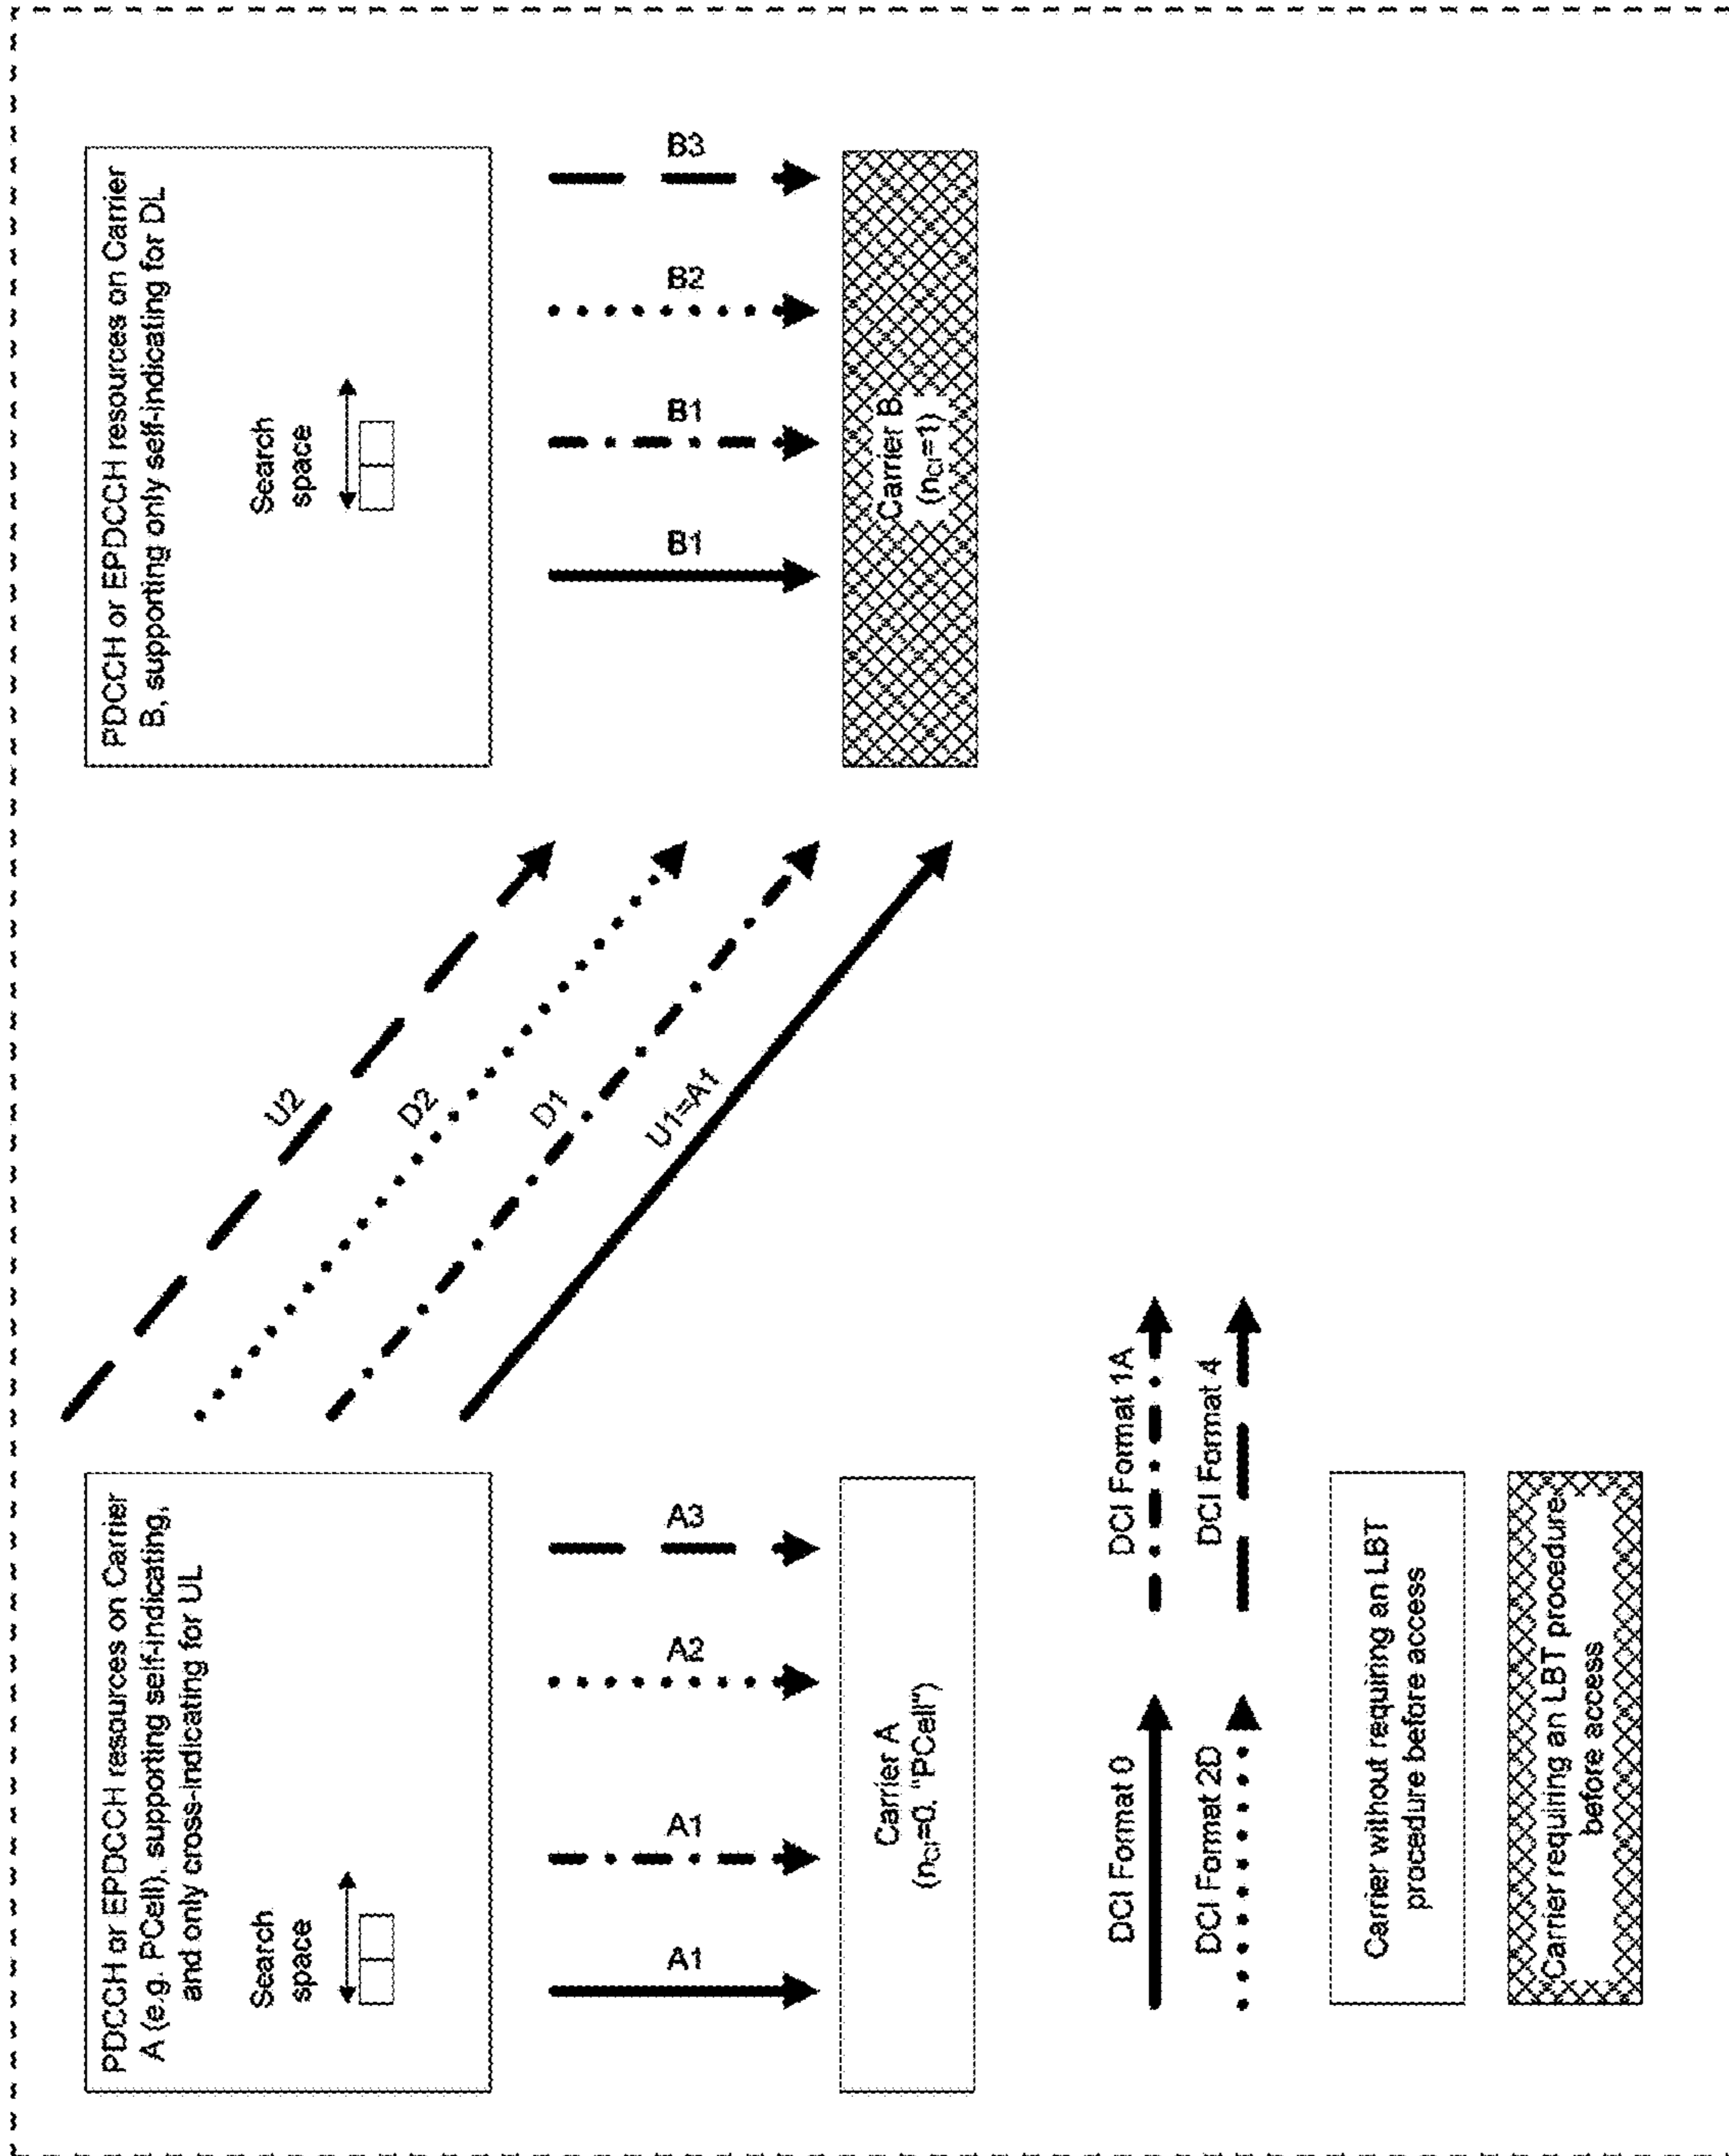 PDCCH or EPDCCH resources on Carrier
A (e.g. PCell), supporting self-indicating,
and only cross-indicating for UL
Search
space
A1
A1
A2
A3
Carrier A
(nCI=0, "PCell")
U2
D2
D1
U1=A1
PDCCH or EPDCCH resources on Carrier
B, supporting only self-indicating for DL
Search
space
B1
B1
B2
B3
Carrier B
(nCI=1)
DCI Format 0
DCI Format 1A
DCI Format 2D
DCI Format 4
Carrier without requiring an LBT
procedure before access
Carrier requiring an LBT procedure
before access